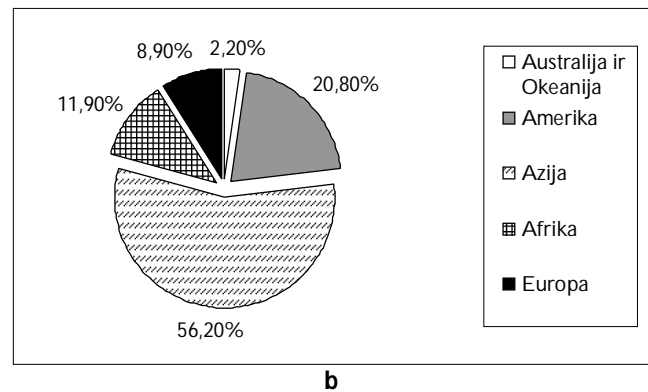 8,90%
2,20%
20,80%
11,90%
56,20%
Australija ir
Okeanija
Amerika
Azija
Afrika
Europa
b